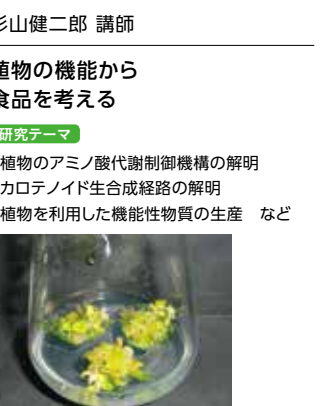 杉山健二郎 講師
植物の機能から
食品を考える
研究テーマ
植物のアミノ酸代謝制御機構の解明
カロテノイド生合成経路の解明
植物を利用した機能性物質の生産　など